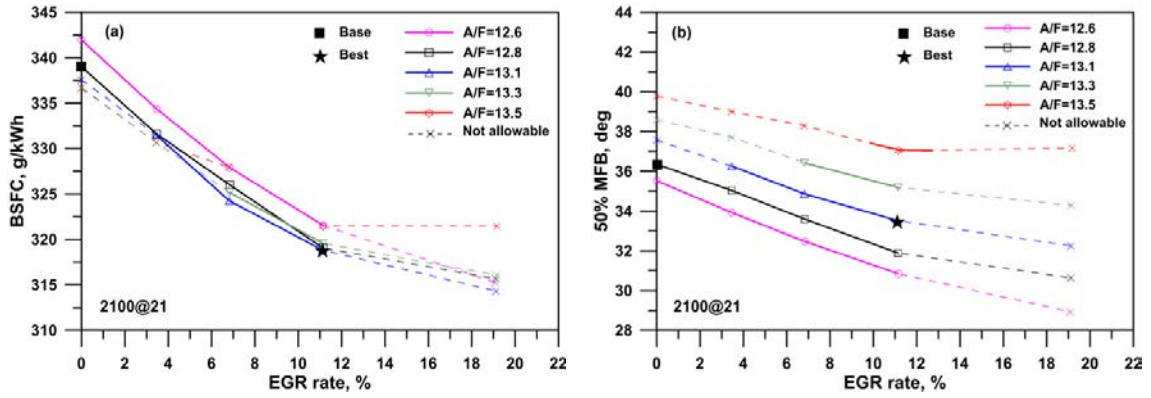 345
340
335
330
325
320
315
310
BSFC, g/kWh
(a)
Base
Best
A/F=12.6
A/F=12.8
A/F=13.1
A/F=13.3
A/F=13.5
Not allowable
2100@21
0 2 4 6 8 10 12 14 16 18 20 22
EGR rate, %
44
42
40
38
36
34
32
30
28
50% MFB, deg
(b)
Base
Best
A/F=12.6
A/F=12.8
A/F=13.1
A/F=13.3
A/F=13.5
Not allowable
2100@21
0 2 4 6 8 10 12 14 16 18 20 22
EGR rate, %